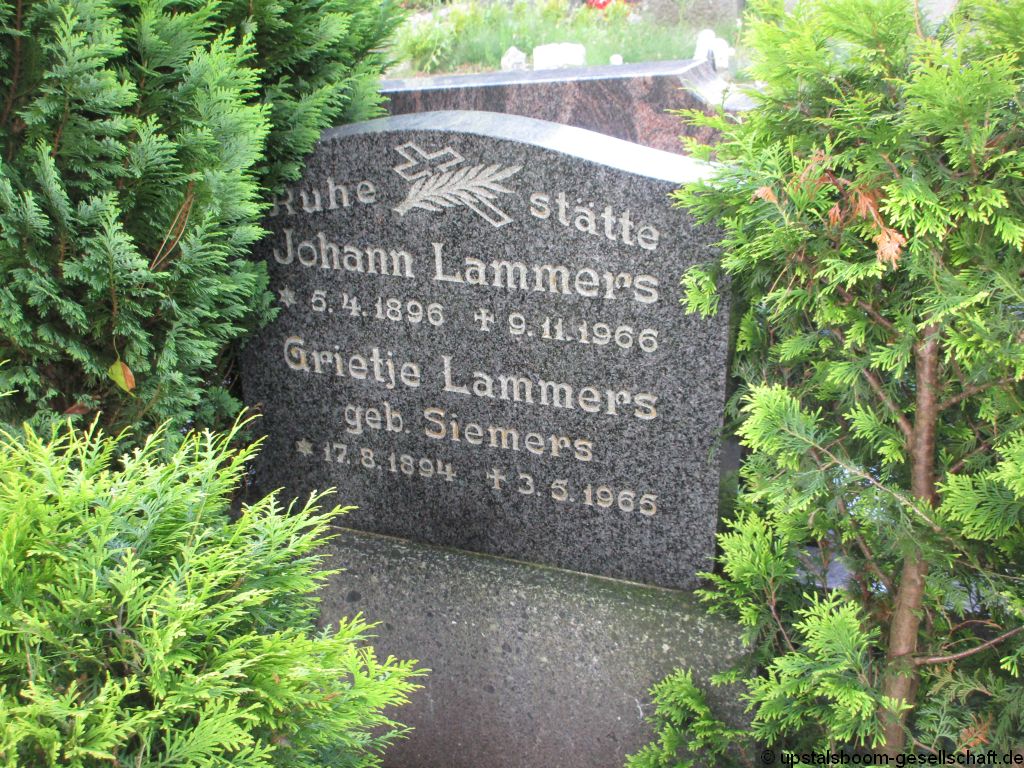 Ruhe stätte
Johann Lammers
* 5.4.1896 ✝ 9.11.1966
Grietje Lammers
geb. Siemers
* 17.8.1894 ✝ 3.5.1965
© upstalsboom-gesellschaft.de